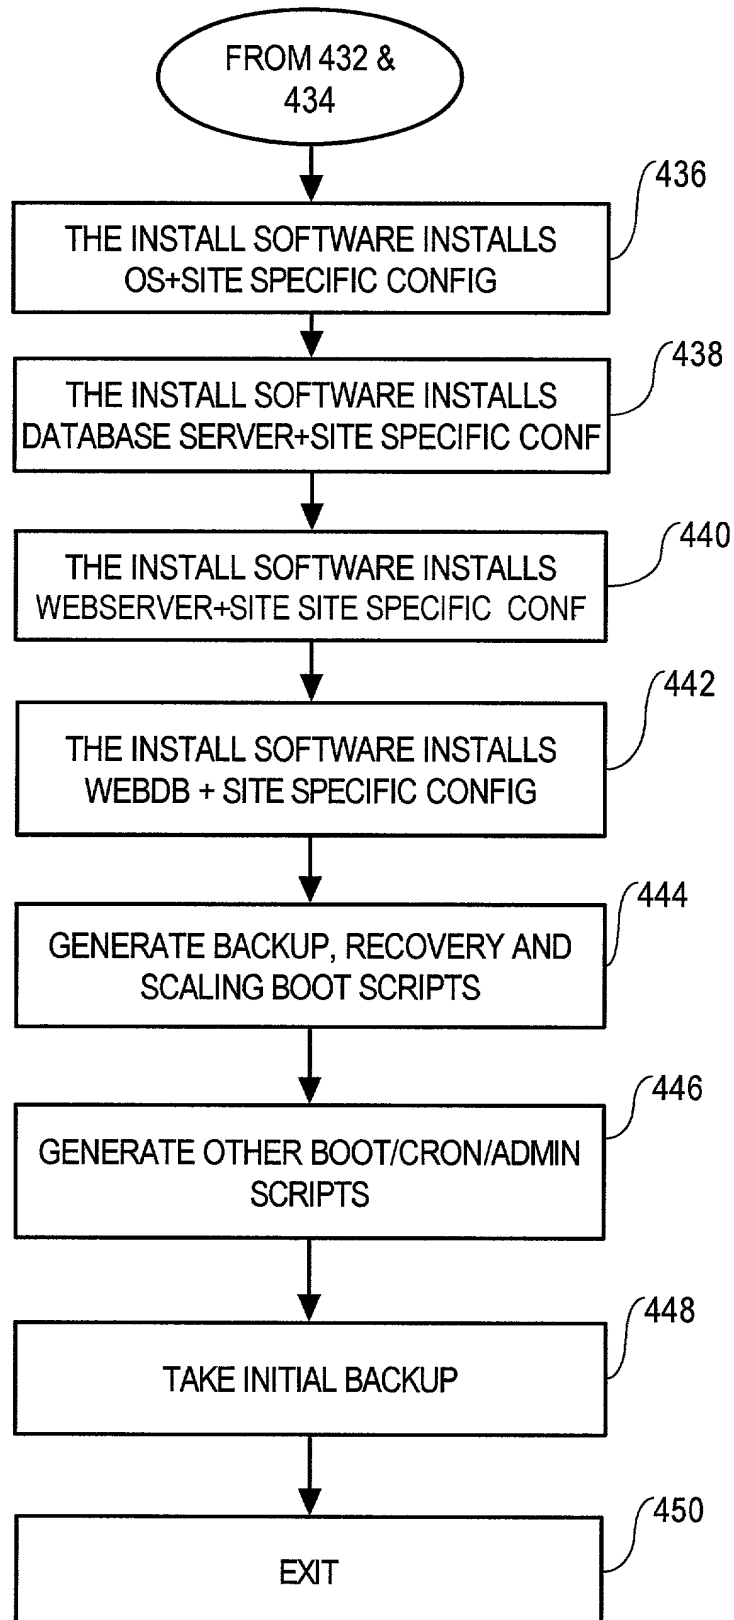 FROM 432 &
434
436
THE INSTALL SOFTWARE INSTALLS
OS+SITE SPECIFIC CONFIG
438
THE INSTALL SOFTWARE INSTALLS
DATABASE SERVER+SITE SPECIFIC CONF
440
THE INSTALL SOFTWARE INSTALLS
WEBSERVER+SITE SITE SPECIFIC CONF
442
THE INSTALL SOFTWARE INSTALLS
WEBDB + SITE SPECIFIC CONFIG
444
GENERATE BACKUP, RECOVERY AND
SCALING BOOT SCRIPTS
446
GENERATE OTHER BOOT/CRON/ADMIN
SCRIPTS
448
TAKE INITIAL BACKUP
450
EXIT